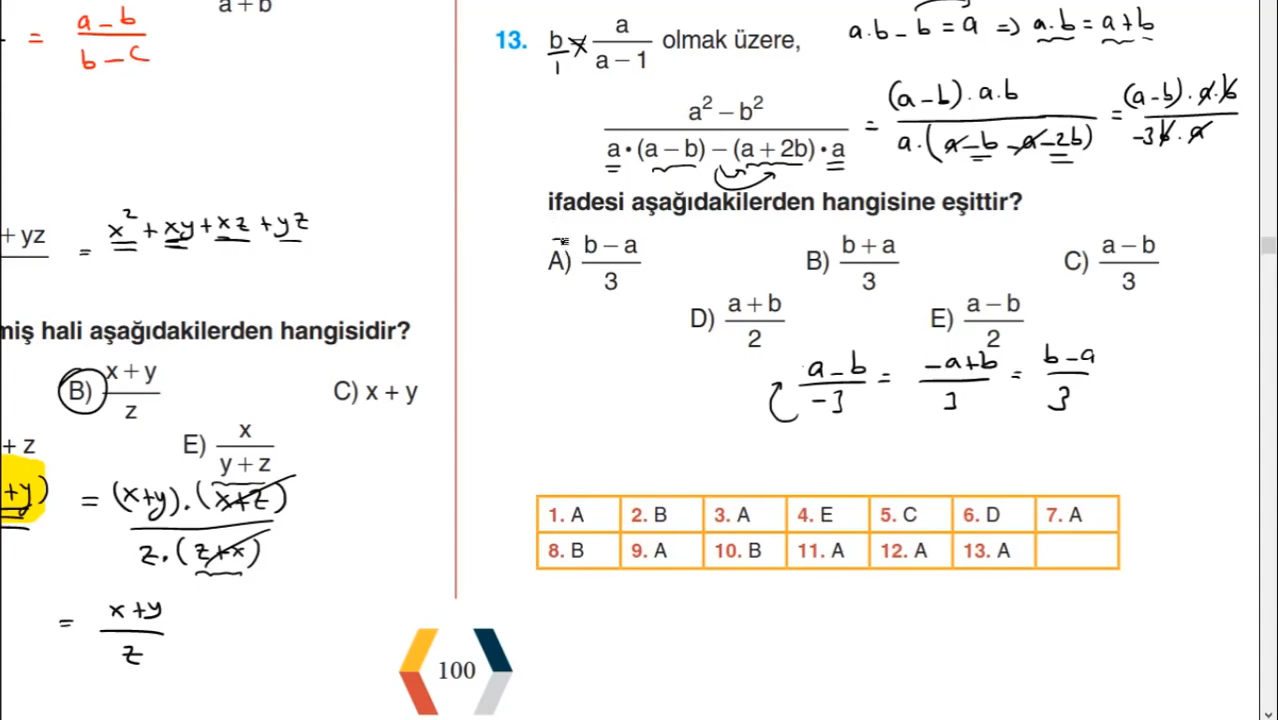 a+b
= a-b / b-c
+ yz = x² + xy + xz + yz
miş hali aşağıdakilerden hangisidir?
B) x+y / z C) x + y
+ z E) x / y+z
+y) = (x+y).(x+z) / z.(z+x)
= x+y / z
13. b/1 × a / a-1 olmak üzere, a.b - b = a => a.b = a+b
a² - b² / a•(a-b) -(a+2b)•a = (a-b).a.b / a.(a-b-a-2b) = (a-b).a.b / -3b.a
ifadesi aşağıdakilerden hangisine eşittir?
A) b-a / 3 B) b+a / 3 C) a-b / 3
D) a+b / 2 E) a-b / 2
a-b / -3 = -a+b / 3 = b-a / 3
1. A 2. B 3. A 4. E 5. C 6. D 7. A
8. B 9. A 10. B 11. A 12. A 13. A
100